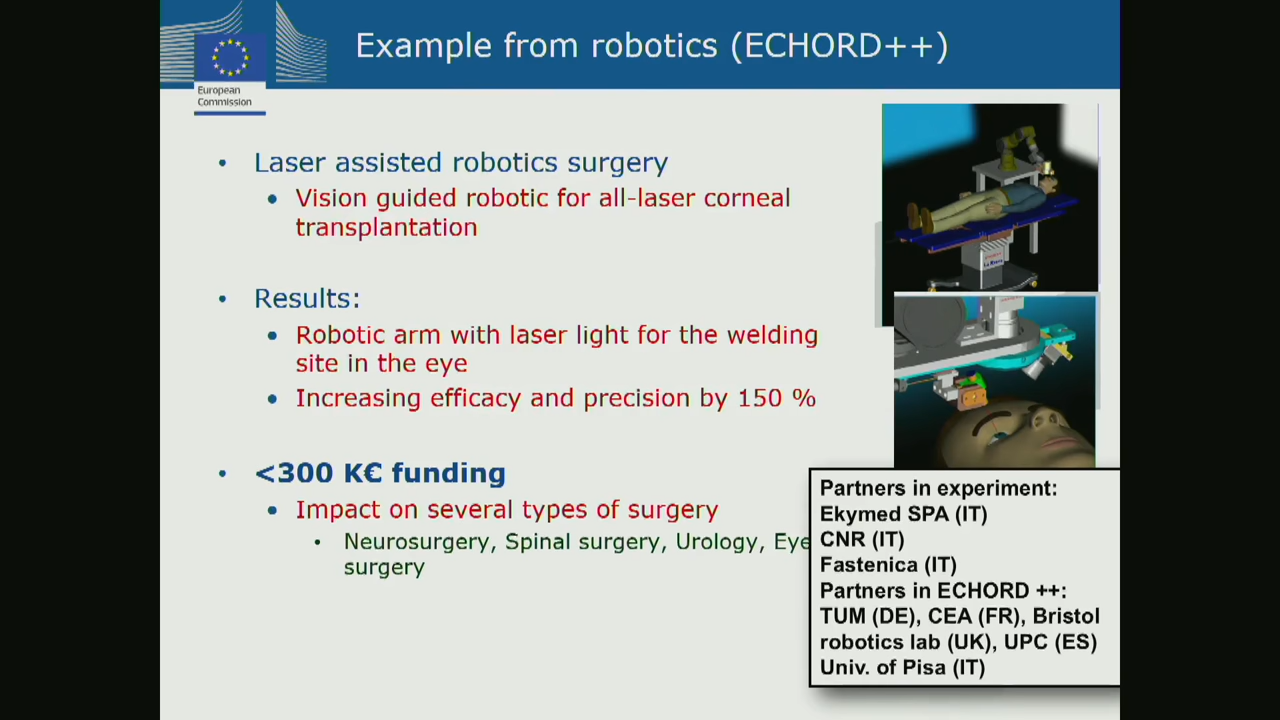 Example from robotics (ECHORD++)
European
Commission
• Laser assisted robotics surgery
• Vision guided robotic for all-laser corneal
transplantation
• Results:
• Robotic arm with laser light for the welding
site in the eye
• Increasing efficacy and precision by 150 %
• <300 K€ funding
• Impact on several types of surgery
• Neurosurgery, Spinal surgery, Urology, Eye
surgery
Partners in experiment:
Ekymed SPA (IT)
CNR (IT)
Fastenica (IT)
Partners in ECHORD ++:
TUM (DE), CEA (FR), Bristol
robotics lab (UK), UPC (ES)
Univ. of Pisa (IT)